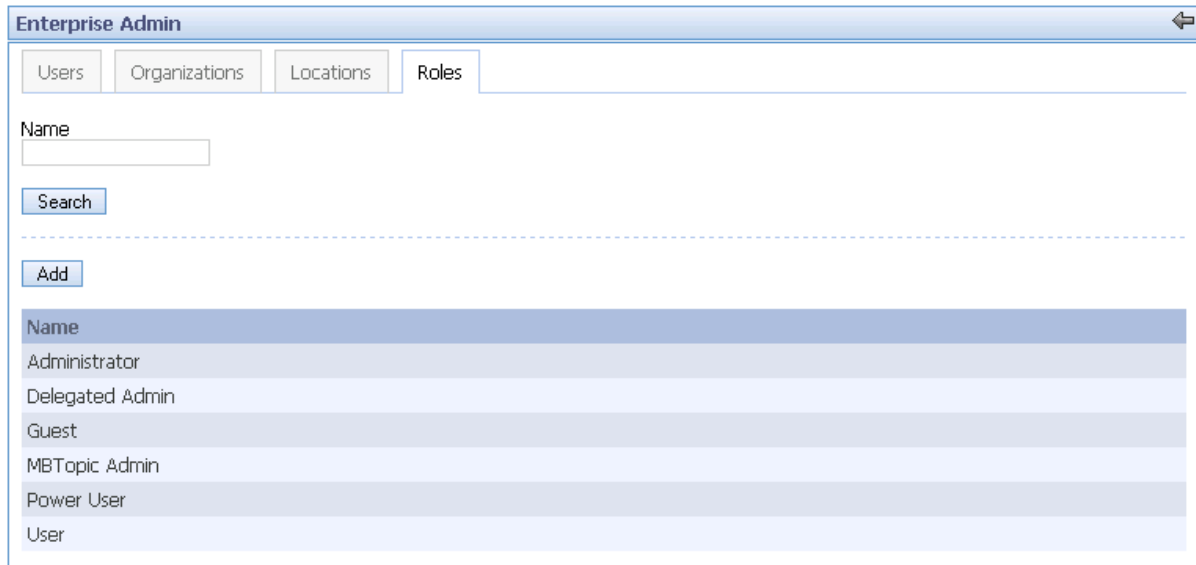 Enterprise Admin
Users Organizations Locations Roles
Name
Search
Add
Name
Administrator
Delegated Admin
Guest
MBTopic Admin
Power User
User